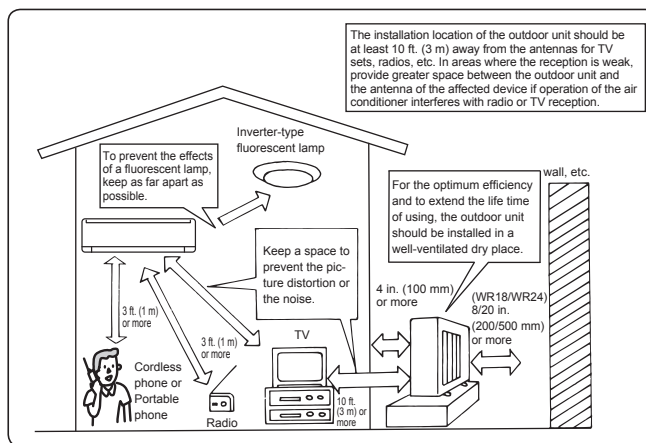 The installation location of the outdoor unit should be
at least 10 ft. (3 m) away from the antennas for TV
sets, radios, etc. In areas where the reception is weak,
provide greater space between the outdoor unit and
the antenna of the affected device if operation of the air
conditioner interferes with radio or TV reception.
Inverter-type
fluorescent lamp
To prevent the effects
of a fluorescent lamp,
keep as far apart as
possible.
wall, etc.
For the optimum efficiency
and to extend the life time
of using, the outdoor unit
should be installed in a
well-ventilated dry place.
Keep a space to
prevent the pic-
ture distortion or
the noise.
4 in. (100 mm)
or more
(WR18/WR24)
8/20 in.
(200/500 mm)
or more
3 ft. (1 m)
or more
3 ft. (1 m)
or more
TV
Cordless
phone or
Portable
phone
Radio
10 ft.
(3 m) or
more